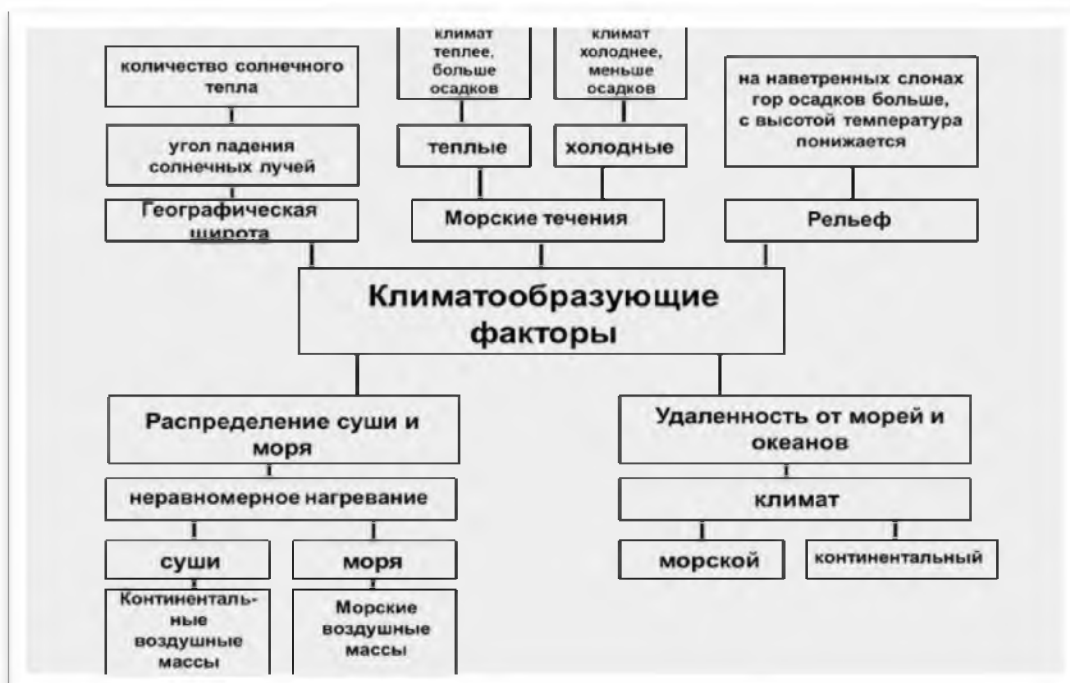 количество солнечного
тепла
климат
теплее,
больше
осадков
климат
холоднее,
меньше
осадков
на наветренных слонах
гор осадков больше,
с высотой температура
понижается
угол падения
солнечных лучей
теплые
холодные
Географическая
широта
Морские течения
Рельеф
Климатообразующие
факторы
Распределение суши и
моря
Удаленность от морей и
океанов
неравномерное нагревание
климат
суши
моря
морской
континентальный
Континенталь-
ные
воздушные
массы
Морские
воздушные
массы